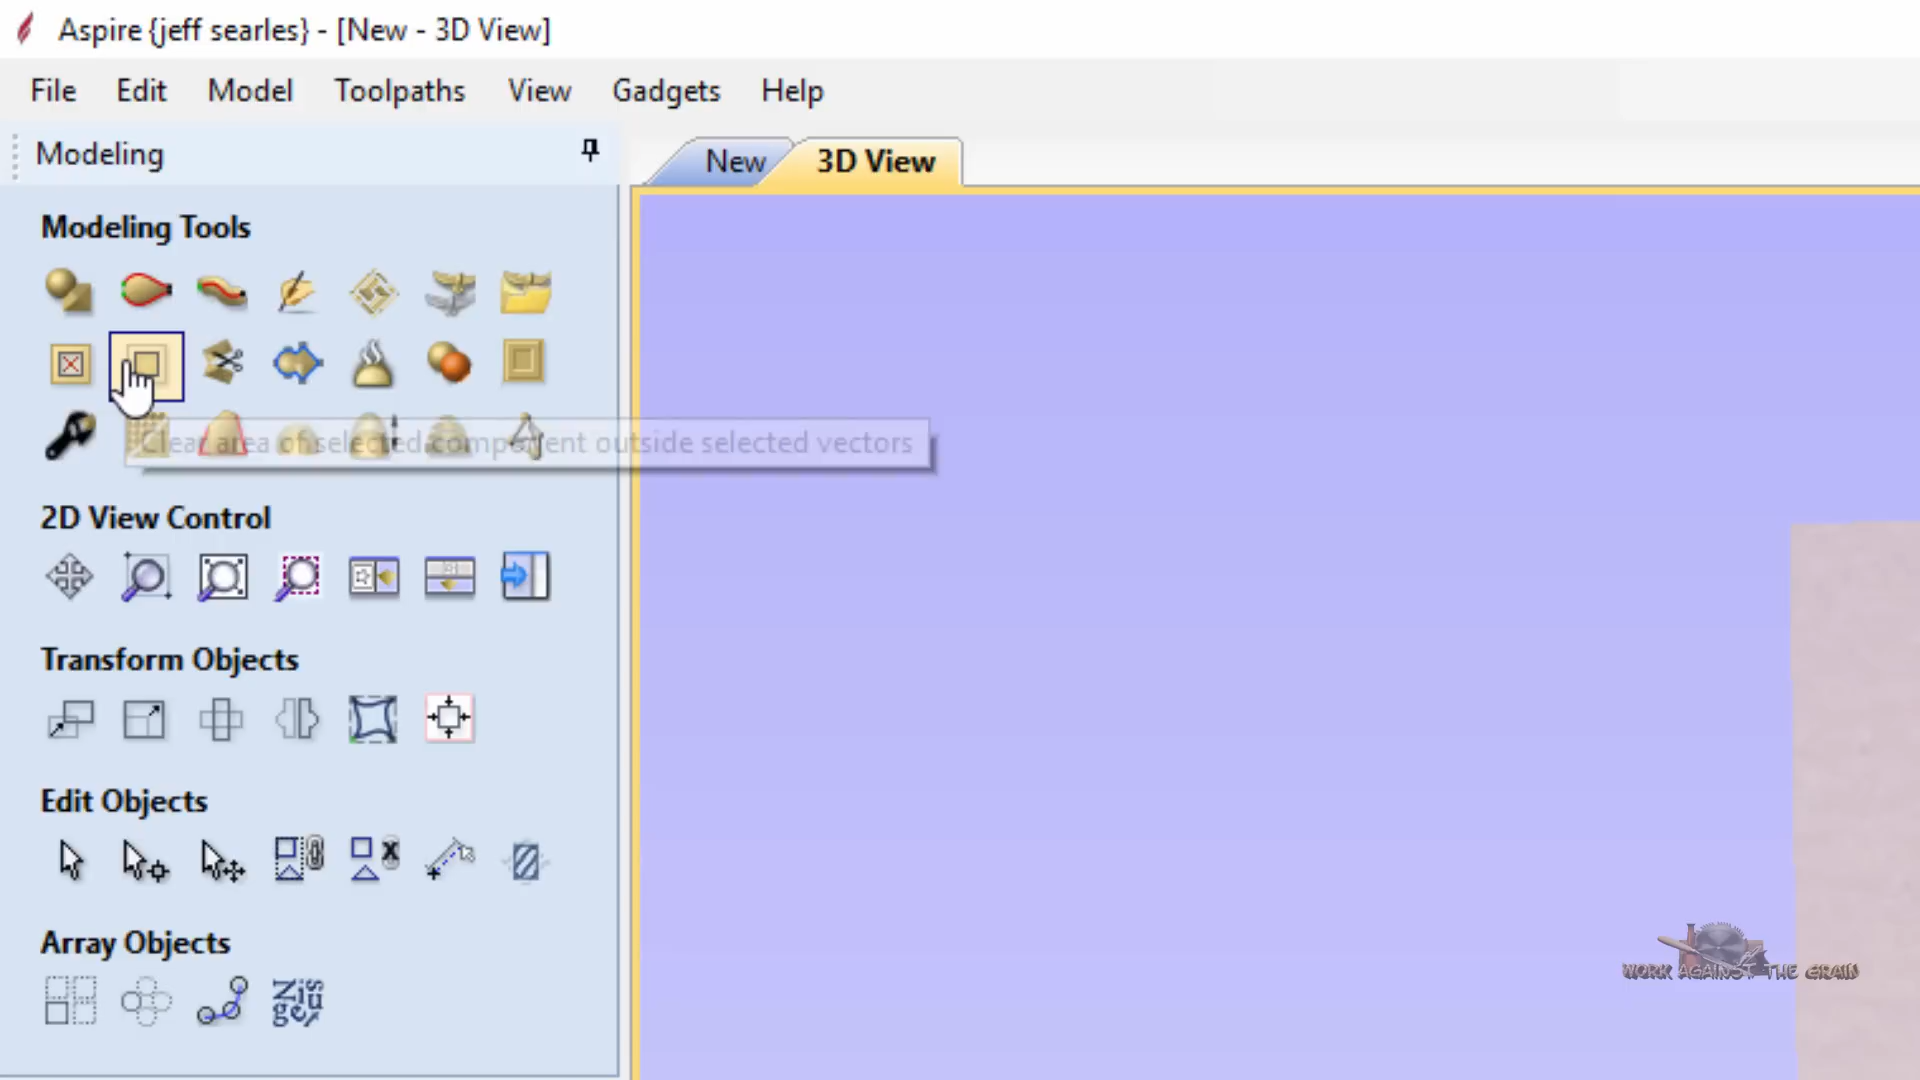 Aspire {jeff searles} - [New - 3D View]
File Edit Model Toolpaths View Gadgets Help
Modeling
New 3D View
Modeling Tools
Clear area of selected component outside selected vectors
2D View Control
Transform Objects
Edit Objects
Array Objects
WORK AGAINST THE GRAIN